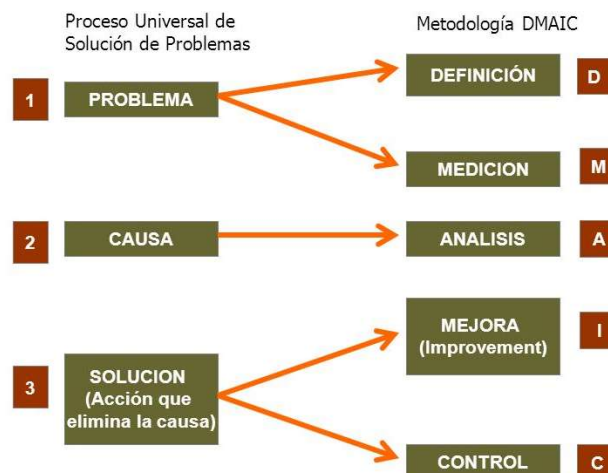 Proceso Universal de
Solución de Problemas
Metodología DMAIC
1
PROBLEMA
DEFINICIÓN
D
MEDICION
M
2
CAUSA
ANALISIS
A
3
SOLUCION
(Acción que
elimina la causa)
MEJORA
(Improvement)
I
CONTROL
C